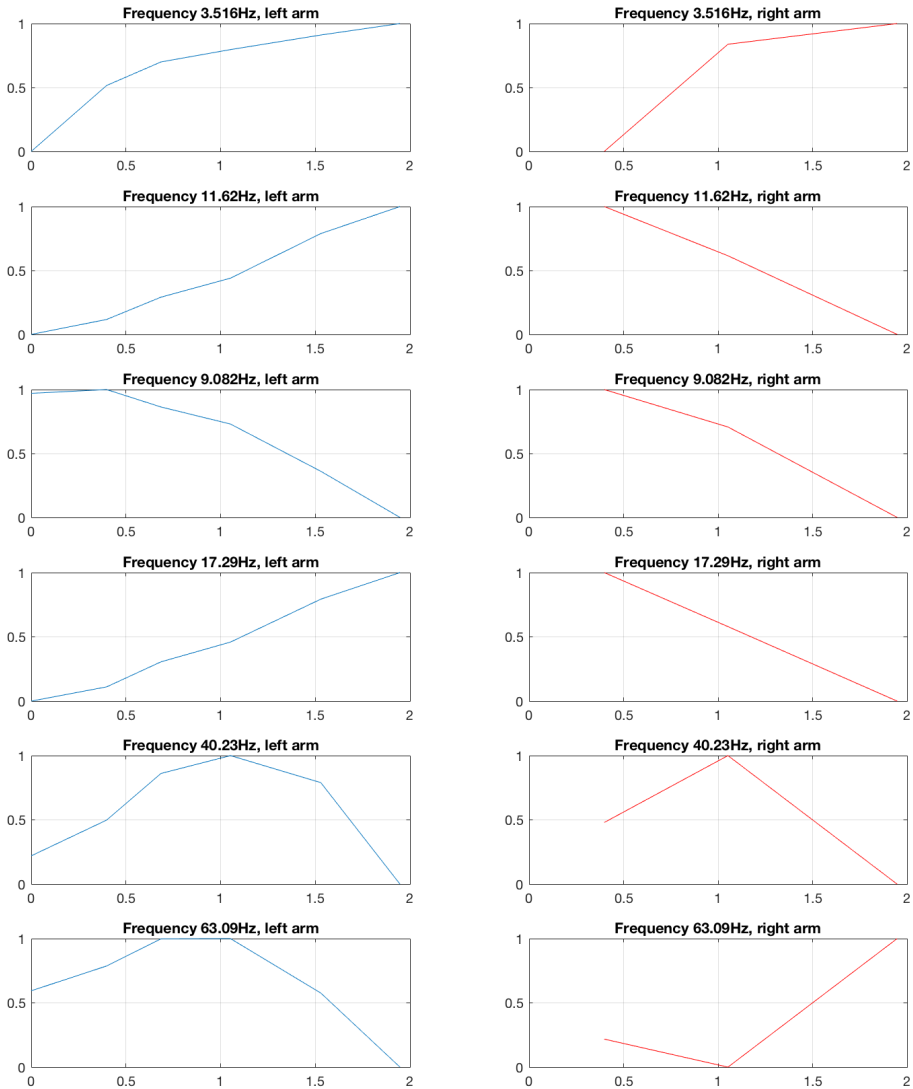 Frequency 3.516Hz, left arm
1
0.5
0
0 0.5 1 1.5 2
Frequency 3.516Hz, right arm
1
0.5
0
0 0.5 1 1.5 2
Frequency 11.62Hz, left arm
1
0.5
0
0 0.5 1 1.5 2
Frequency 11.62Hz, right arm
1
0.5
0
0 0.5 1 1.5 2
Frequency 9.082Hz, left arm
1
0.5
0
0 0.5 1 1.5 2
Frequency 9.082Hz, right arm
1
0.5
0
0 0.5 1 1.5 2
Frequency 17.29Hz, left arm
1
0.5
0
0 0.5 1 1.5 2
Frequency 17.29Hz, right arm
1
0.5
0
0 0.5 1 1.5 2
Frequency 40.23Hz, left arm
1
0.5
0
0 0.5 1 1.5 2
Frequency 40.23Hz, right arm
1
0.5
0
0 0.5 1 1.5 2
Frequency 63.09Hz, left arm
1
0.5
0
0 0.5 1 1.5 2
Frequency 63.09Hz, right arm
1
0.5
0
0 0.5 1 1.5 2